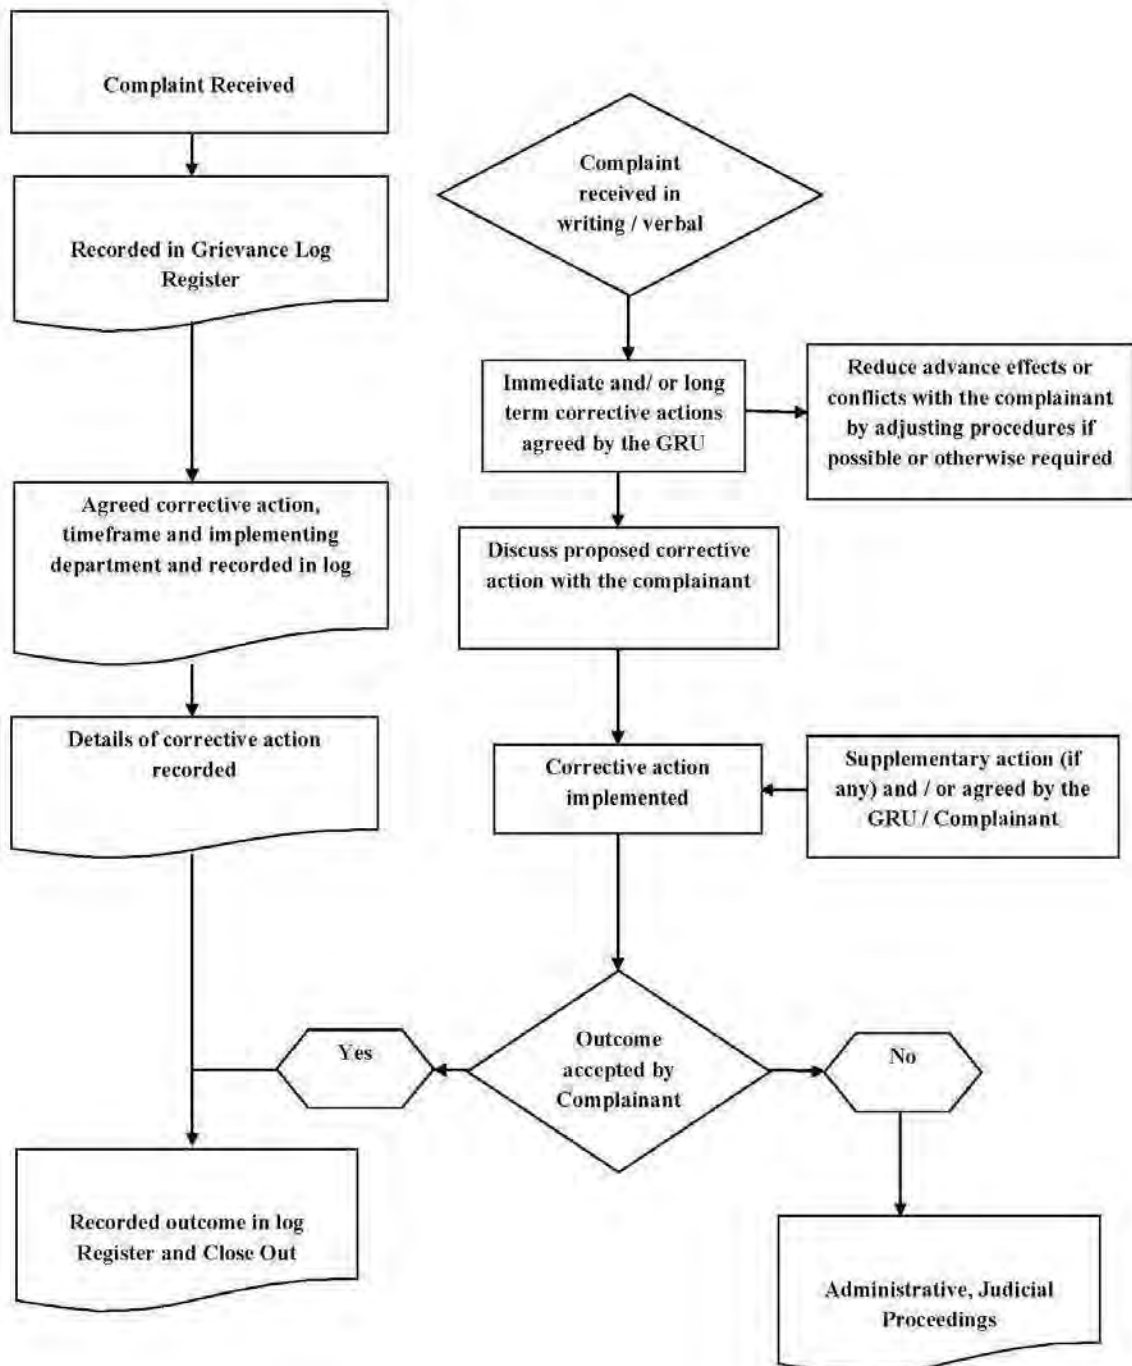 Complaint Received
Recorded in Grievance Log
Register
Agreed corrective action,
timeframe and implementing
department and recorded in log
Details of corrective action
recorded
Recorded outcome in log
Register and Close Out
Complaint
received in
writing / verbal
Immediate and/ or long
term corrective actions
agreed by the GRU
Reduce advance effects or
conflicts with the complainant
by adjusting procedures if
possible or otherwise required
Discuss proposed corrective
action with the complainant
Corrective action
implemented
Supplementary action (if
any) and / or agreed by the
GRU / Complainant
Outcome
accepted by
Complainant
Yes
No
Administrative, Judicial
Proceedings